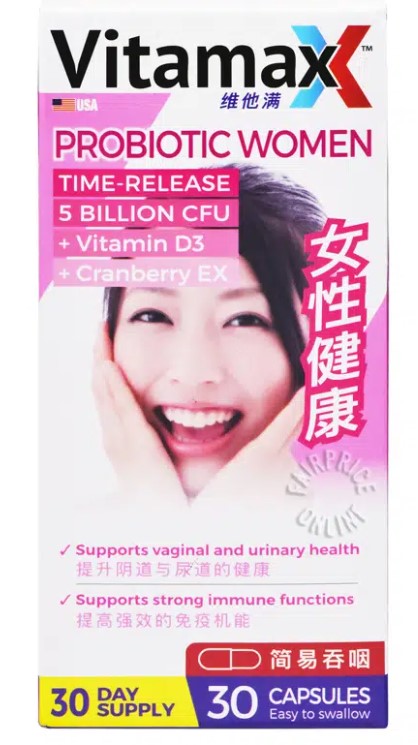 VitamaxX™
维他满
USA
PROBIOTIC WOMEN
TIME-RELEASE
5 BILLION CFU
+ Vitamin D3
+ Cranberry EX
女性健康
FAIRPRICE
ONLINE
✓ Supports vaginal and urinary health
提升阴道与尿道的健康
✓ Supports strong immune functions
提高强效的免疫机能
简易吞咽
30 DAY SUPPLY
30 CAPSULES
Easy to swallow